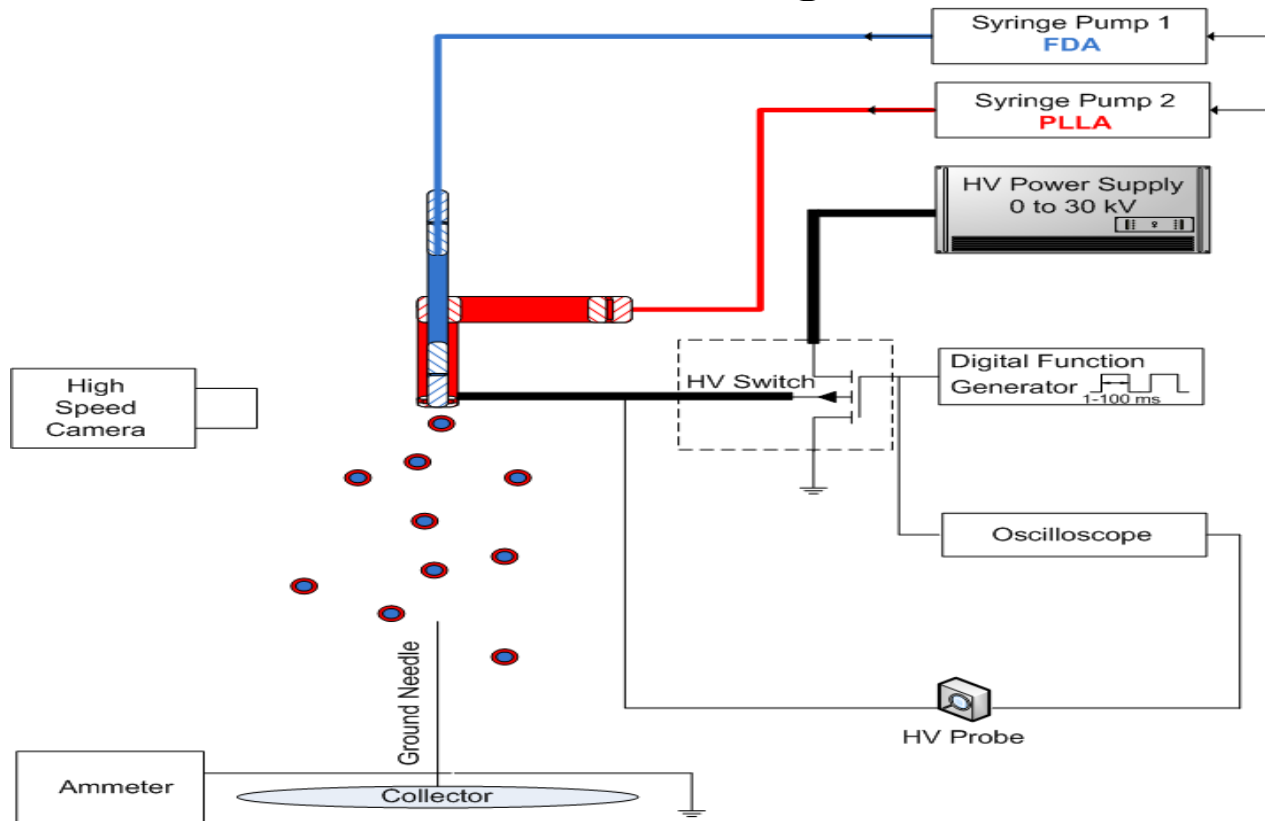 Syringe Pump 1
FDA
Syringe Pump 2
PLLA
HV Power Supply
0 to 30 kV
HV Switch
Digital Function
Generator
1-100 ms
High
Speed
Camera
Oscilloscope
Ground Needle
HV Probe
Ammeter
Collector